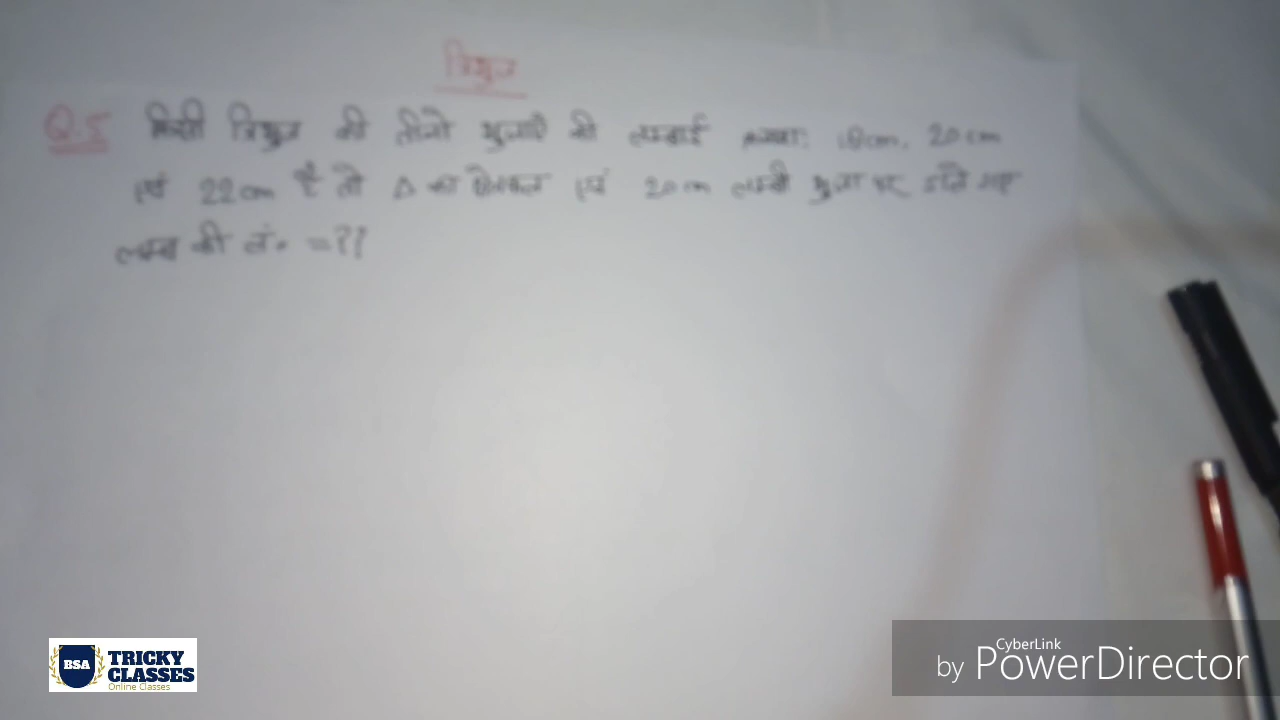 त्रिभुज
Q.5 किसी त्रिभुज की तीनो भुजाएँ की लम्बाई क्रमशः 18cm, 20cm
एवं 22cm है तो Δ का क्षेत्रफल एवं 20cm लम्बी भुजा पर डाले गए
लम्ब की लं. =??
BSA
TRICKY
CLASSES
Online Classes
CyberLink
by PowerDirector